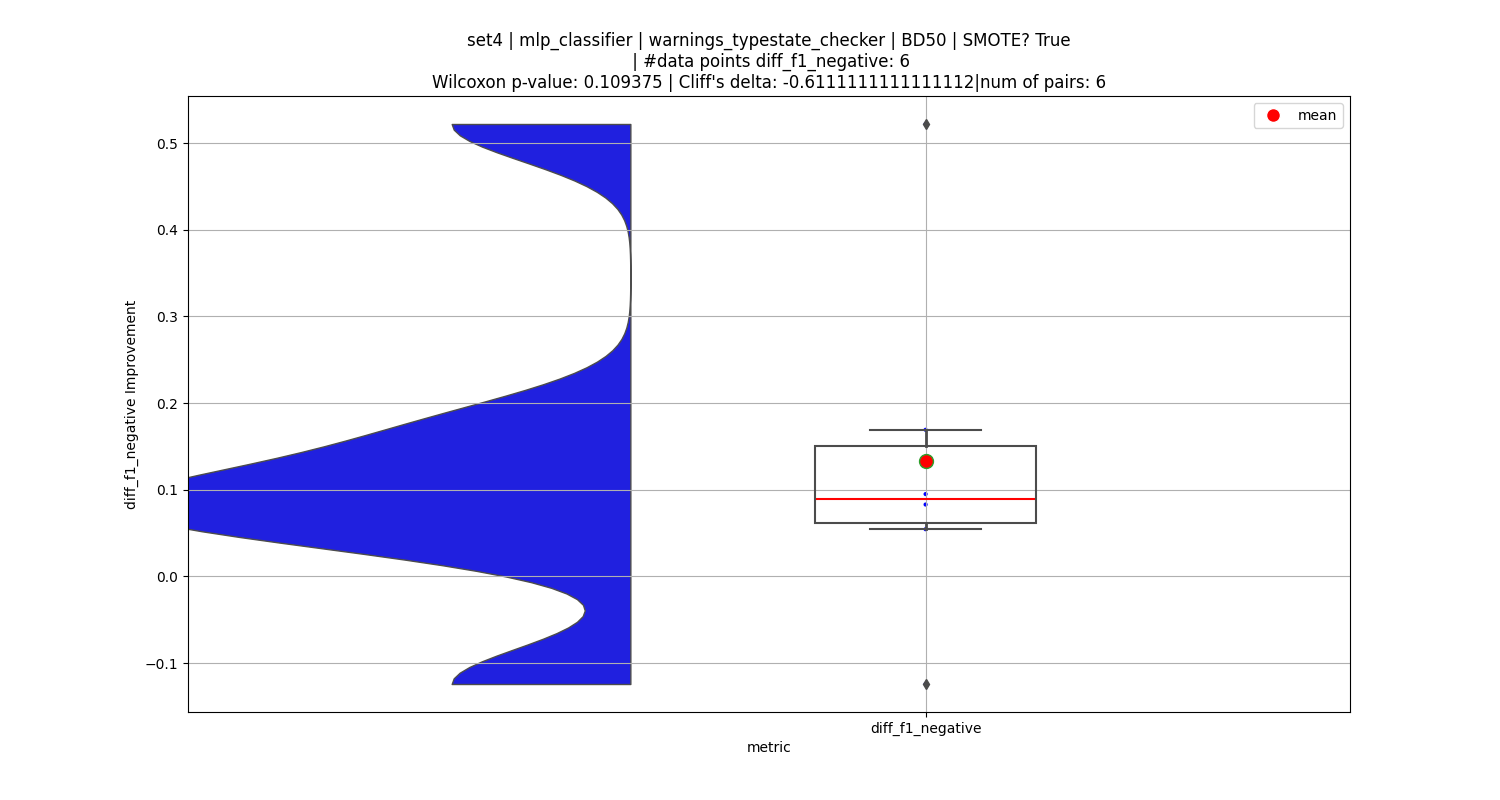 set4 | mlp_classifier | warnings_typestate_checker | BD50 | SMOTE? True
| #data points diff_f1_negative: 6
Wilcoxon p-value: 0.109375 | Cliff's delta: -0.6111111111111112|num of pairs: 6
mean
0.5
0.4
0.3
0.2
0.1
0.0
−0.1
diff_f1_negative Improvement
diff_f1_negative
metric